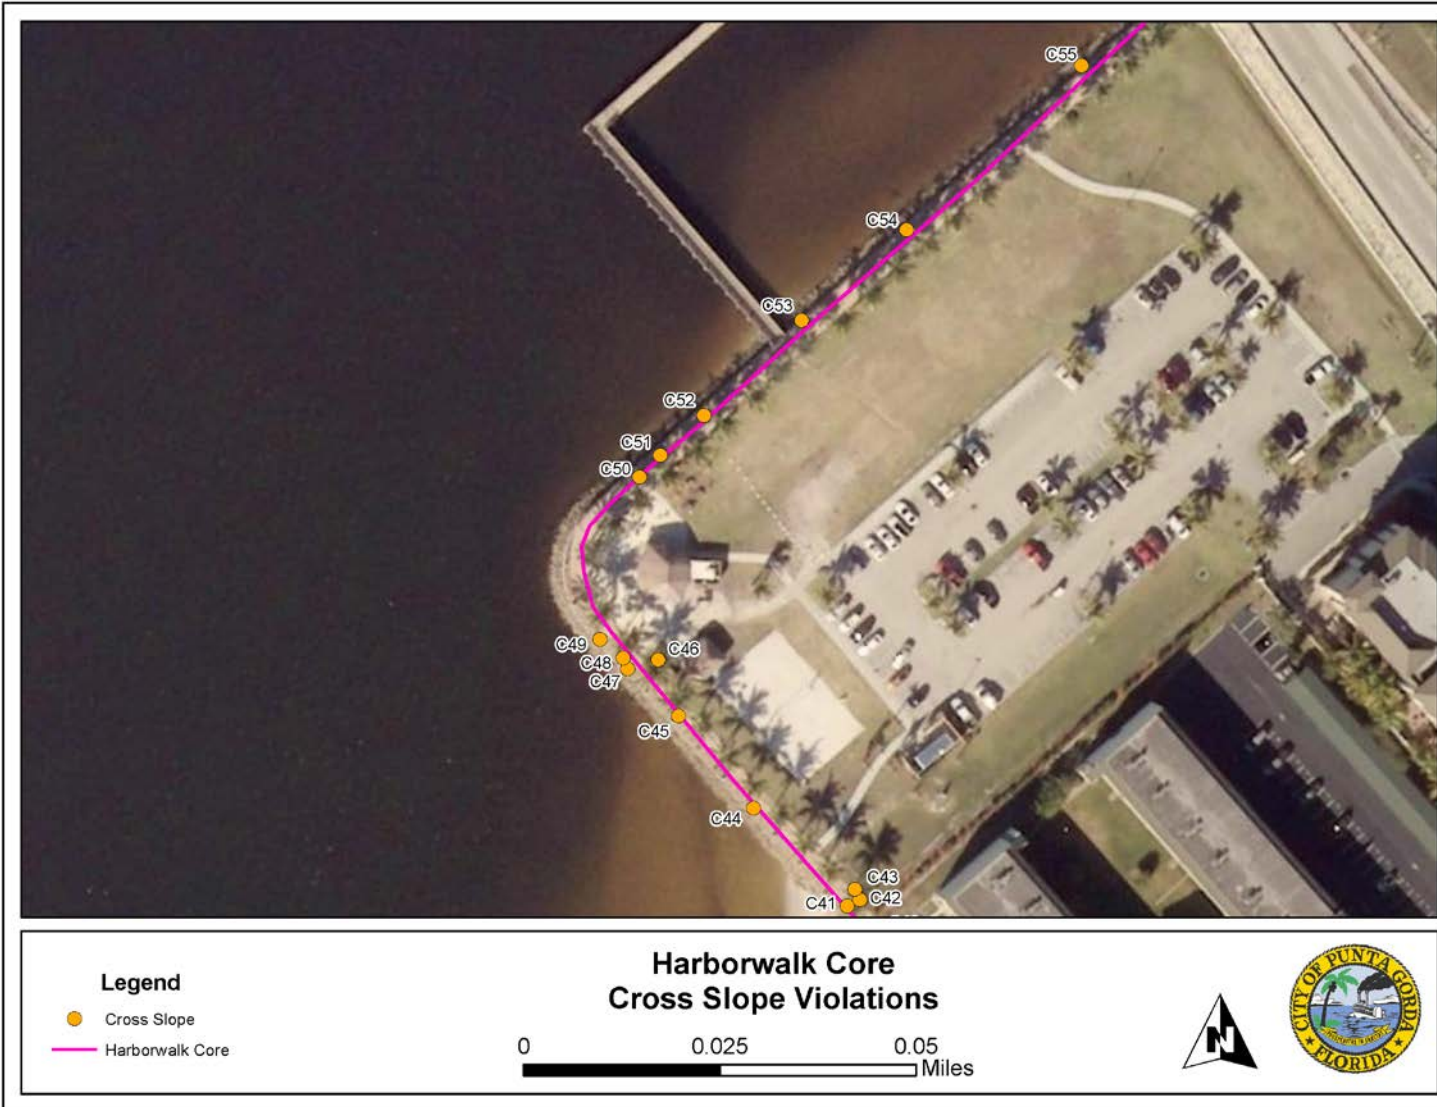 C55
C54
C53
C52
C51
C50
C49
C48
C46
C47
C45
C44
C43
C42
C41
Legend
Cross Slope
Harborwalk Core
Harborwalk Core
Cross Slope Violations
0 0.025 0.05
Miles
N
CITY OF PUNTA GORDA
FLORIDA